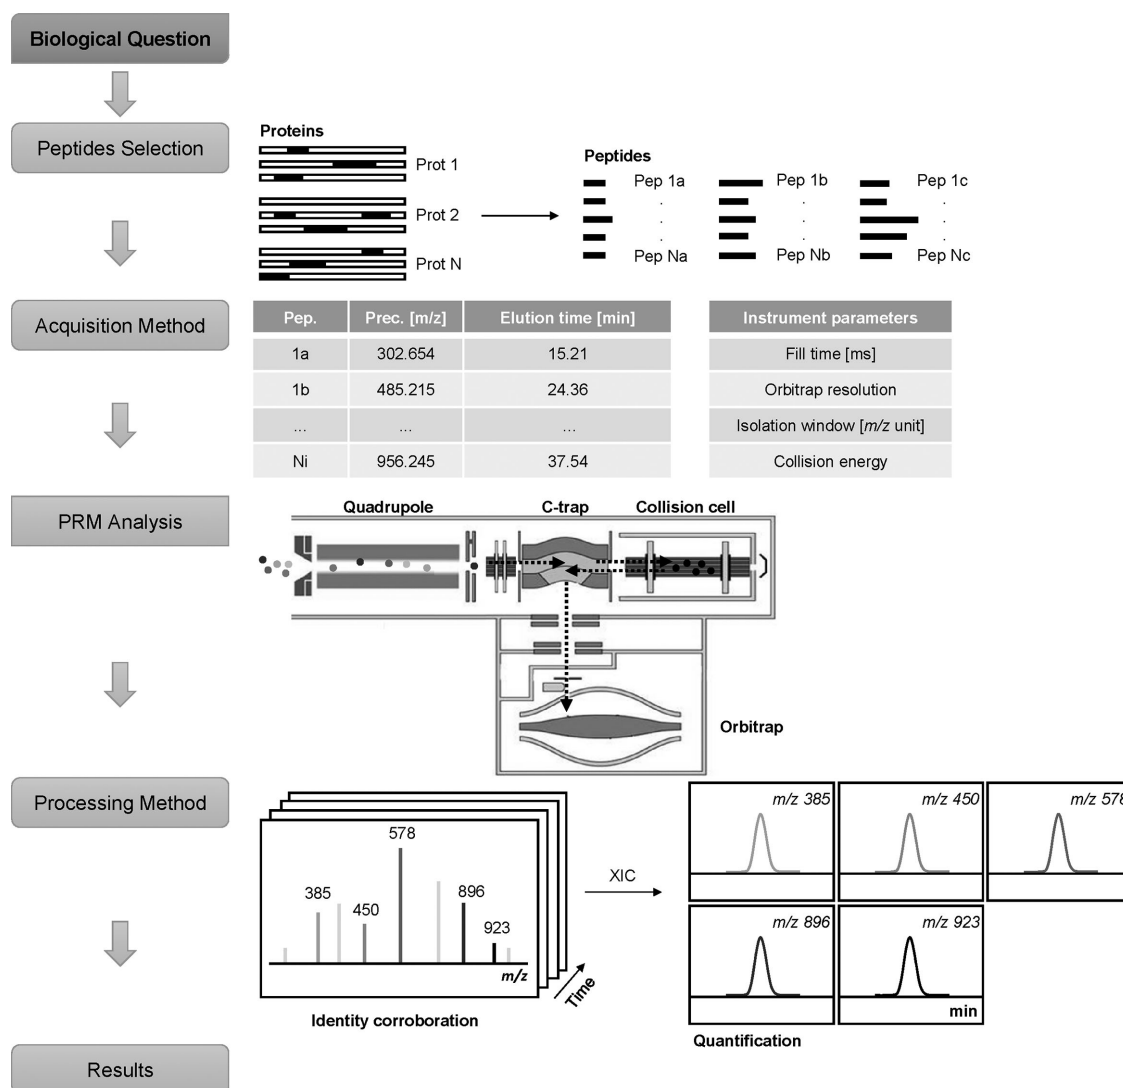 Biological Question
Peptides Selection
Proteins
Prot 1
Prot 2
Prot N
Peptides
Pep 1a Pep 1b Pep 1c
. . .
. . .
. . .
Pep Na Pep Nb Pep Nc
Acquisition Method
Pep. Prec. [m/z] Elution time [min]
1a 302.654 15.21
1b 485.215 24.36
... ... ...
Ni 956.245 37.54
Instrument parameters
Fill time [ms]
Orbitrap resolution
Isolation window [m/z unit]
Collision energy
PRM Analysis
Quadrupole C-trap Collision cell
Orbitrap
Processing Method
578
385
450
896
923
m/z
Time
Identity corroboration
XIC
m/z 385
m/z 450
m/z 578
m/z 896
m/z 923
min
Quantification
Results